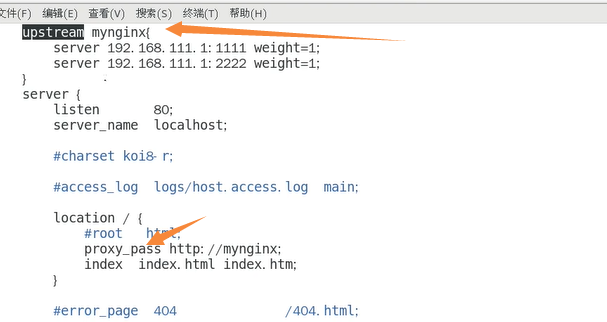 文件(F) 编辑(E) 查看(V) 搜索(S) 终端(T) 帮助(H)
upstream mynginx{
server 192.168.111.1:1111 weight=1;
server 192.168.111.1:2222 weight=1;
}
server {
listen 80;
server_name localhost;
#charset koi8-r;
#access_log logs/host.access.log main;
location / {
#root html;
proxy_pass http://mynginx;
index index.html index.htm;
}
#error_page 404 /404.html;